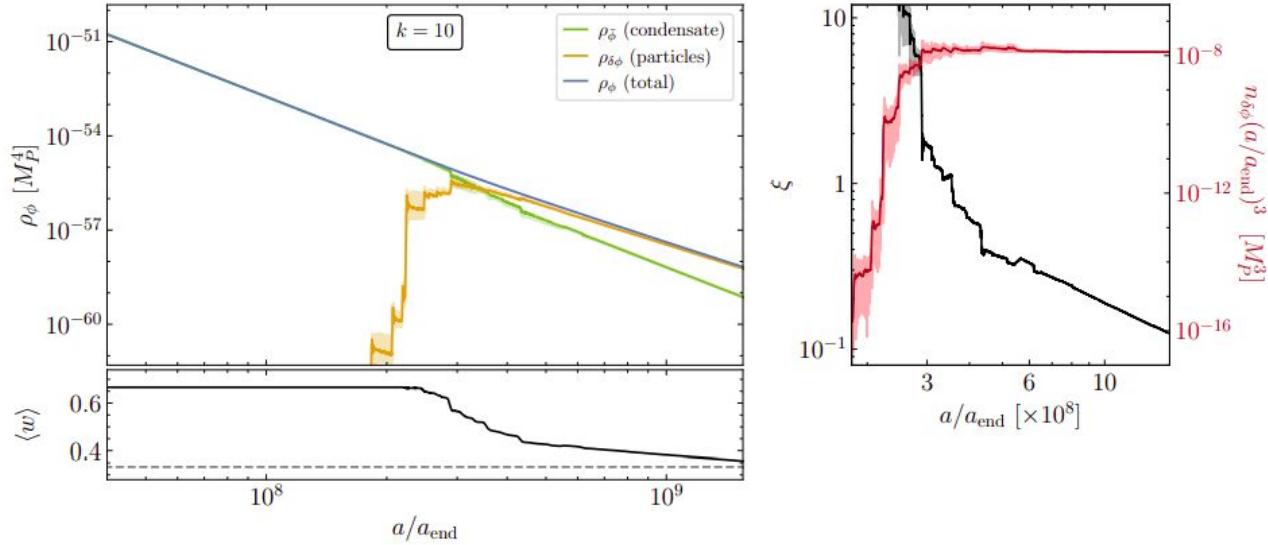 k = 10
ρ_φ̄ (condensate)
ρ_δφ (particles)
ρ_φ (total)
ρ_φ [M_P^4]
10^−51
10^−54
10^−57
10^−60
⟨w⟩
0.6
0.4
10^8
10^9
a/a_end
ξ
10
1
10^−1
3
6
10
a/a_end [×10^8]
10^−8
10^−12
10^−16
n_δφ(a/a_end)^3 [M_P^3]